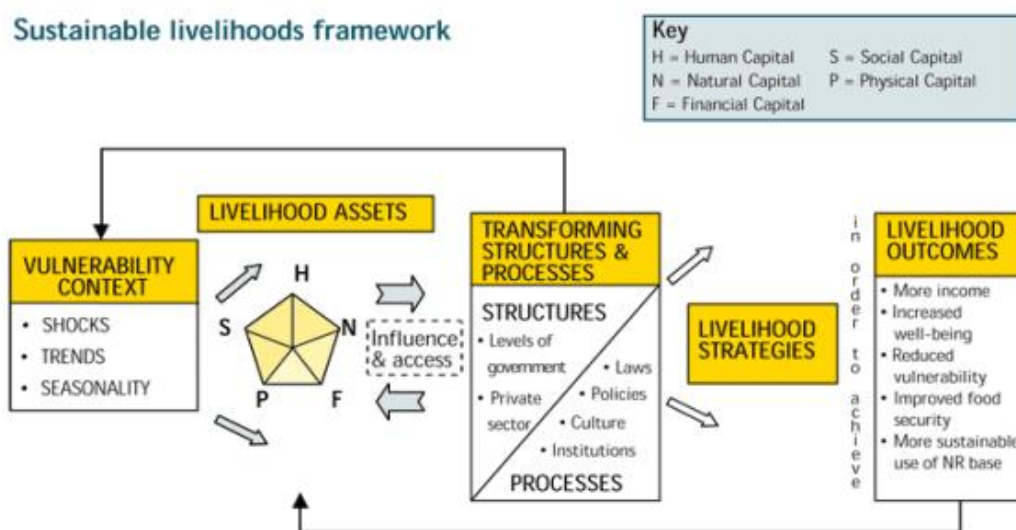 Sustainable livelihoods framework
Key
H = Human Capital S = Social Capital
N = Natural Capital P = Physical Capital
F = Financial Capital
LIVELIHOOD ASSETS
VULNERABILITY
CONTEXT
• SHOCKS
• TRENDS
• SEASONALITY
H
S
N
P
F
Influence
& access
TRANSFORMING
STRUCTURES &
PROCESSES
STRUCTURES
• Levels of
government
• Private
sector
• Laws
• Policies
• Culture
• Institutions
PROCESSES
LIVELIHOOD
STRATEGIES
in order to achieve
LIVELIHOOD
OUTCOMES
• More income
• Increased
well-being
• Reduced
vulnerability
• Improved food
security
• More sustainable
use of NR base